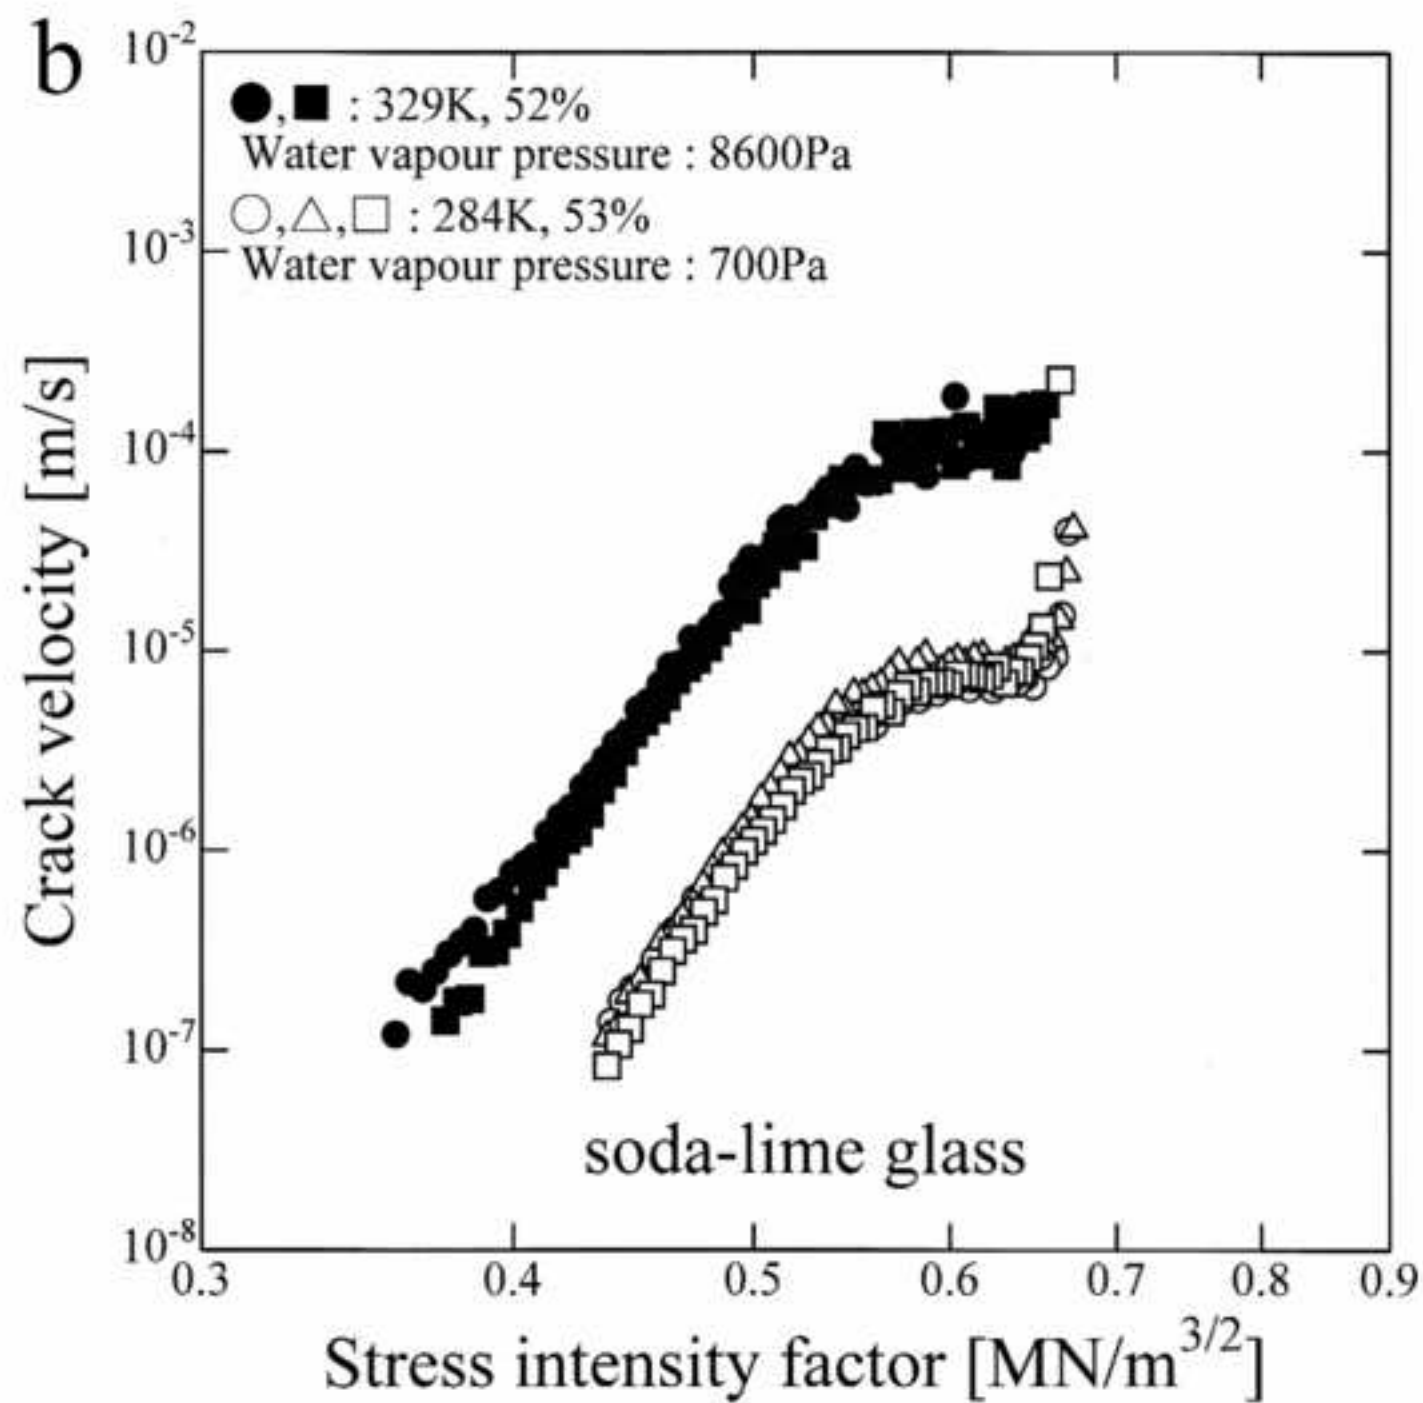 b
10-2
●,■ : 329K, 52%
Water vapour pressure : 8600Pa
○,△,□ : 284K, 53%
10-3
Water vapour pressure : 700Pa
10-4
10-5
10-6
10-7
10-8
Crack velocity [m/s]
soda-lime glass
0.3 0.4 0.5 0.6 0.7 0.8 0.9
Stress intensity factor [MN/m3/2]